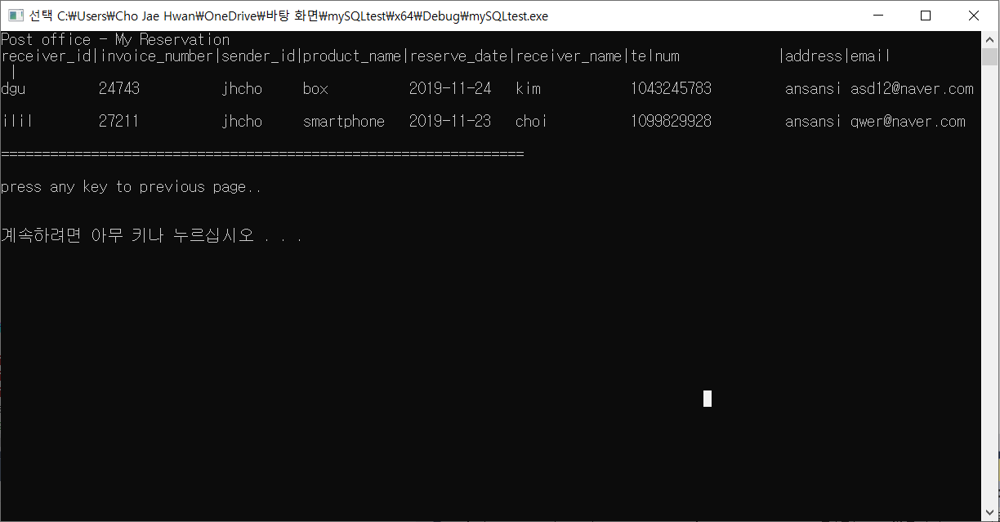 선택 C:₩Users₩Cho Jae Hwan₩OneDrive₩바탕 화면₩mySQLtest₩x64₩Debug₩mySQLtest.exe
Post office - My Reservation
receiver_id|invoice_number|sender_id|product_name|reserve_date|receiver_name|telnum            |address|email
 |
dgu         24743          jhcho     box          2019-11-24   kim           1043245783         ansansi asd12@naver.com
ilil        27211          jhcho     smartphone   2019-11-23   choi          1099829928         ansansi qwer@naver.com
================================================================
press any key to previous page..
계속하려면 아무 키나 누르십시오 . . .